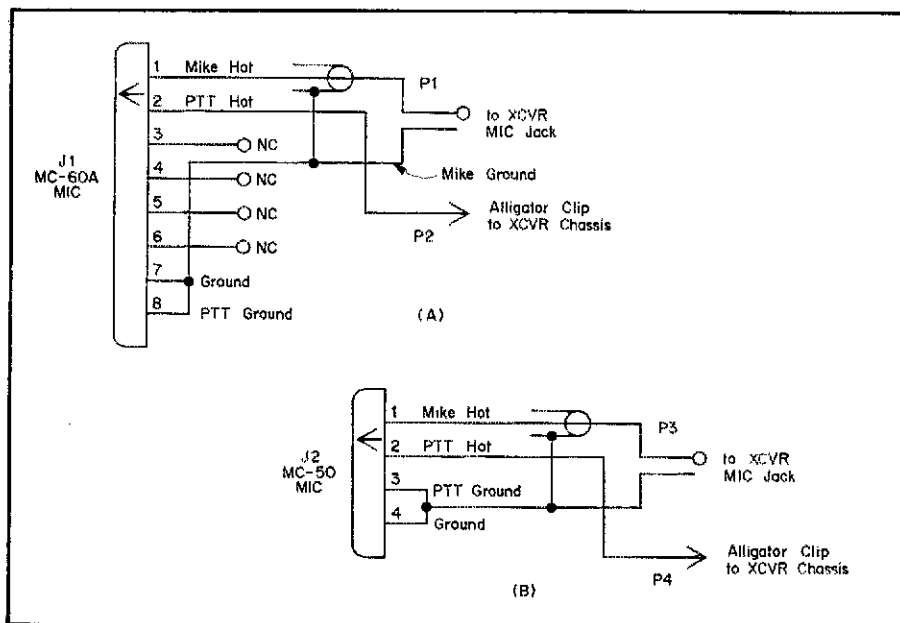 1 Mike Hot
P1
2 PTT Hot
to XCVR
MIC Jack
3
NC
J1
MC-60A
MIC
4
NC
Mike Ground
5
NC
Alligator Clip
to XCVR Chassis
P2
6
NC
7
Ground
8
PTT Ground
(A)
1 Mike Hot
P3
2 PTT Hot
to XCVR
MIC Jack
J2
MC-50
MIC
3
PTT Ground
4
Ground
Alligator Clip
to XCVR Chassis
P4
(B)